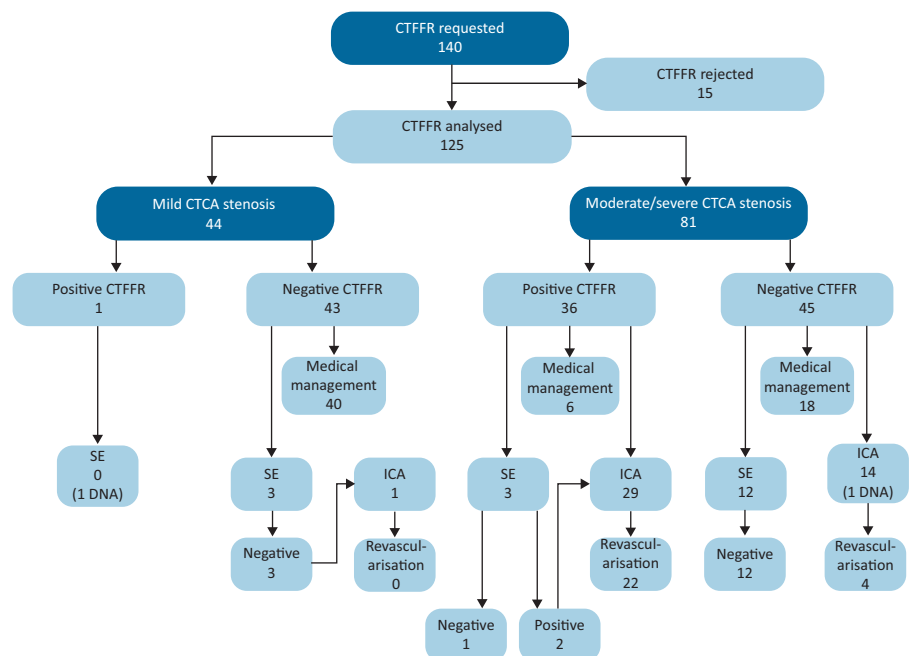 CTFFR requested
140
CTFFR rejected
15
CTFFR analysed
125
Mild CTCA stenosis
44
Moderate/severe CTCA stenosis
81
Positive CTFFR
1
Negative CTFFR
43
Positive CTFFR
36
Negative CTFFR
45
Medical
management
40
Medical
management
6
Medical
management
18
SE
0
(1 DNA)
SE
3
ICA
1
SE
3
ICA
29
SE
12
ICA
14
(1 DNA)
Negative
3
Revascul-
arisation
0
Revascul-
arisation
22
Negative
12
Revascul-
arisation
4
Negative
1
Positive
2